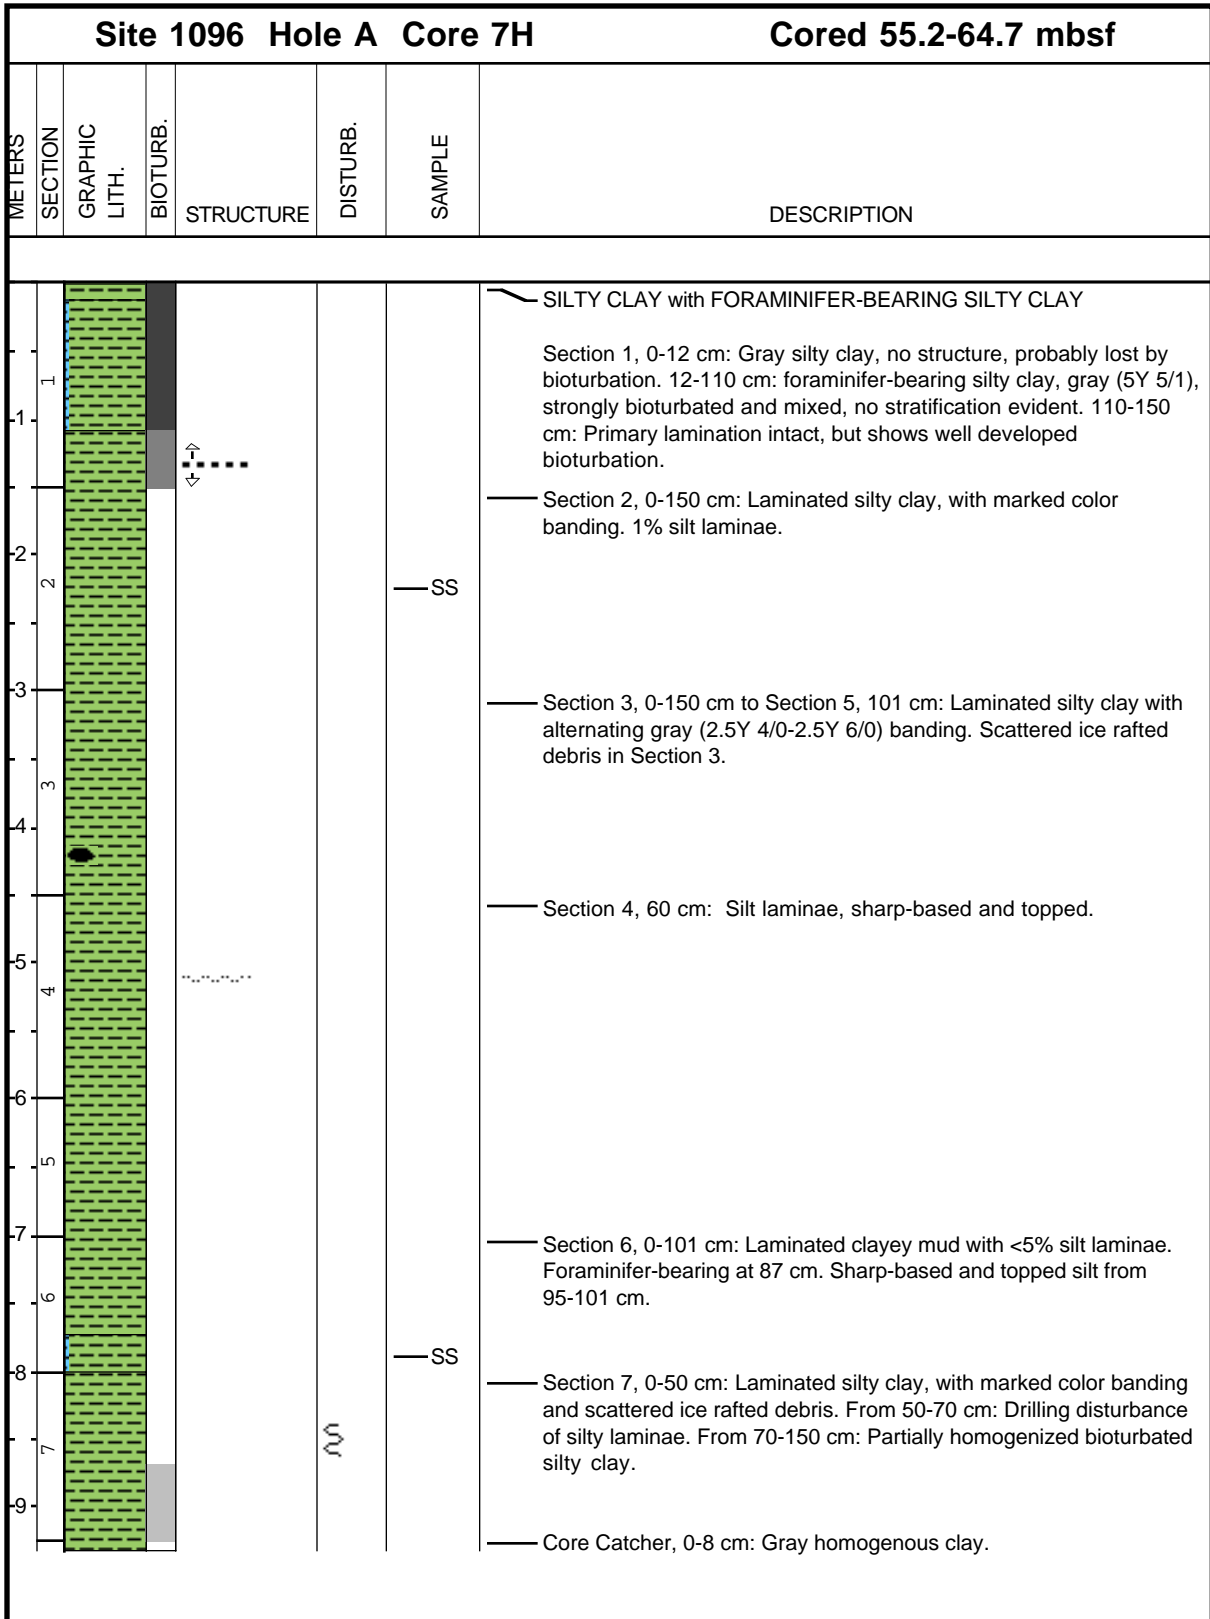 Site 1096 Hole A Core 7H Cored 55.2-64.7 mbsf
METERS
SECTION
GRAPHIC
LITH.
BIOTURB.
STRUCTURE
DISTURB.
SAMPLE
DESCRIPTION
SILTY CLAY with FORAMINIFER-BEARING SILTY CLAY
Section 1, 0-12 cm: Gray silty clay, no structure, probably lost by
bioturbation. 12-110 cm: foraminifer-bearing silty clay, gray (5Y 5/1),
strongly bioturbated and mixed, no stratification evident. 110-150
cm: Primary lamination intact, but shows well developed
bioturbation.
1
1
Section 2, 0-150 cm: Laminated silty clay, with marked color
banding. 1% silt laminae.
2
2
SS
3
Section 3, 0-150 cm to Section 5, 101 cm: Laminated silty clay with
alternating gray (2.5Y 4/0-2.5Y 6/0) banding. Scattered ice rafted
debris in Section 3.
3
4
Section 4, 60 cm: Silt laminae, sharp-based and topped.
5
4
6
5
7
Section 6, 0-101 cm: Laminated clayey mud with <5% silt laminae.
Foraminifer-bearing at 87 cm. Sharp-based and topped silt from
95-101 cm.
6
SS
8
Section 7, 0-50 cm: Laminated silty clay, with marked color banding
and scattered ice rafted debris. From 50-70 cm: Drilling disturbance
of silty laminae. From 70-150 cm: Partially homogenized bioturbated
silty clay.
7
9
Core Catcher, 0-8 cm: Gray homogenous clay.